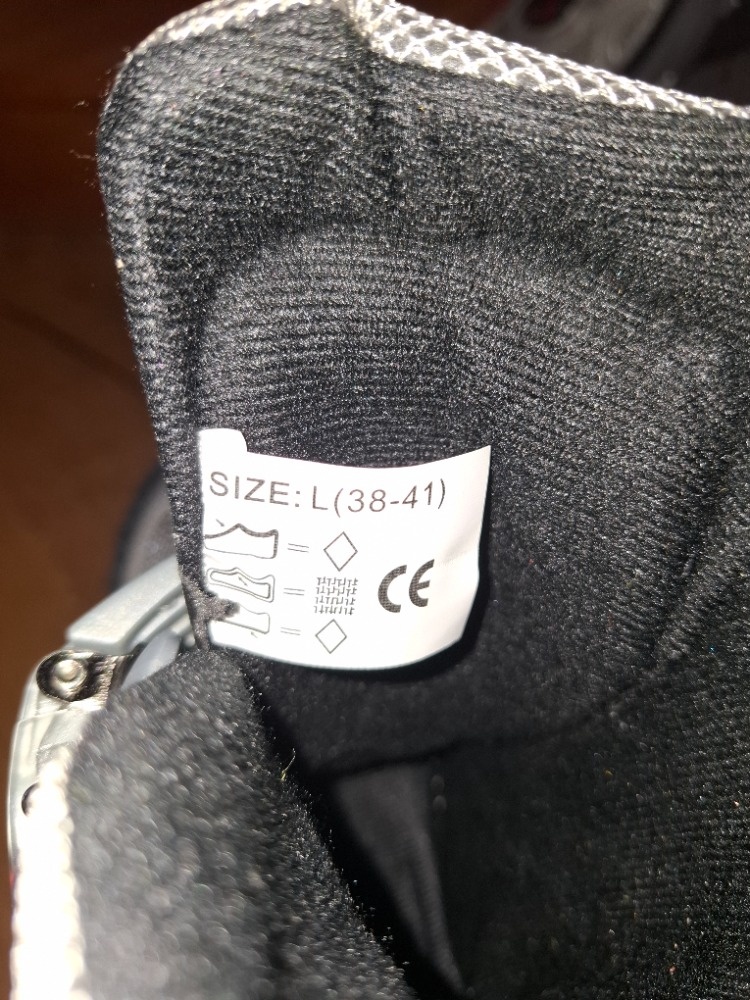 SIZE: L(38-41)
=
= CE
=